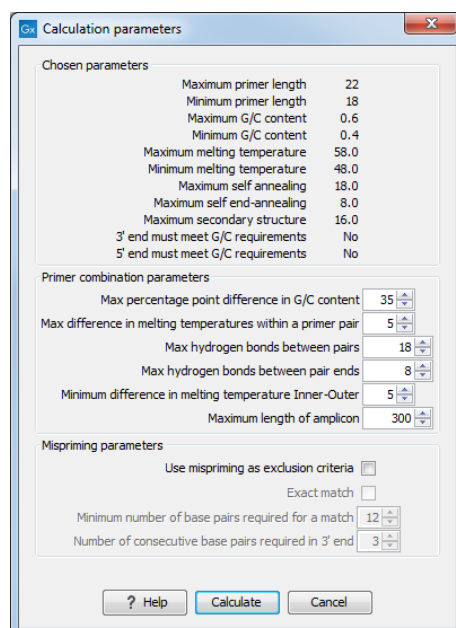 Gx Calculation parameters
Chosen parameters
Maximum primer length 22
Minimum primer length 18
Maximum G/C content 0.6
Minimum G/C content 0.4
Maximum melting temperature 58.0
Minimum melting temperature 48.0
Maximum self annealing 18.0
Maximum self end-annealing 8.0
Maximum secondary structure 16.0
3' end must meet G/C requirements No
5' end must meet G/C requirements No
Primer combination parameters
Max percentage point difference in G/C content 35
Max difference in melting temperatures within a primer pair 5
Max hydrogen bonds between pairs 18
Max hydrogen bonds between pair ends 8
Minimum difference in melting temperature Inner-Outer 5
Maximum length of amplicon 300
Mispriming parameters
Use mispriming as exclusion criteria
Exact match
Minimum number of base pairs required for a match 12
Number of consecutive base pairs required in 3' end 3
? Help Calculate Cancel